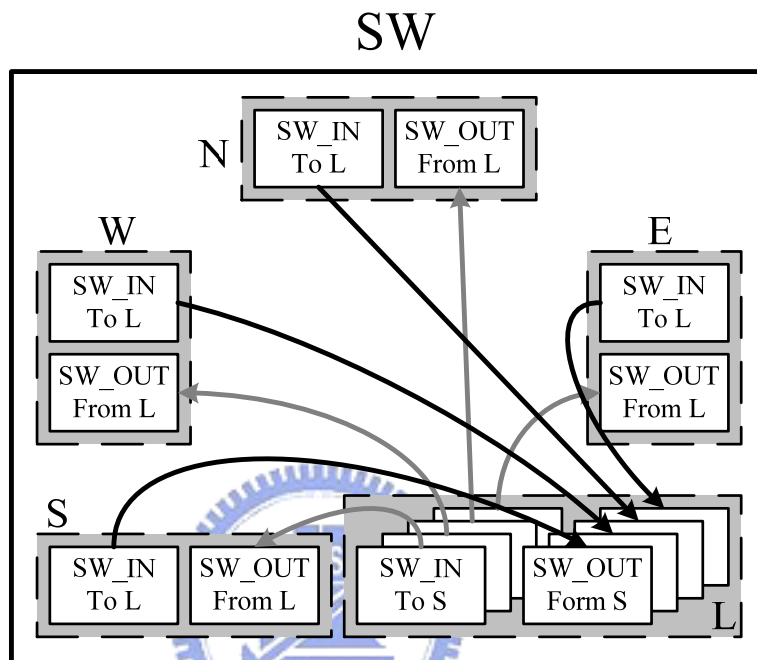 SW
N
SW_IN
To L
SW_OUT
From L
W
SW_IN
To L
SW_OUT
From L
E
SW_IN
To L
SW_OUT
From L
S
SW_IN
To L
SW_OUT
From L
SW_IN
To S
SW_OUT
Form S
L